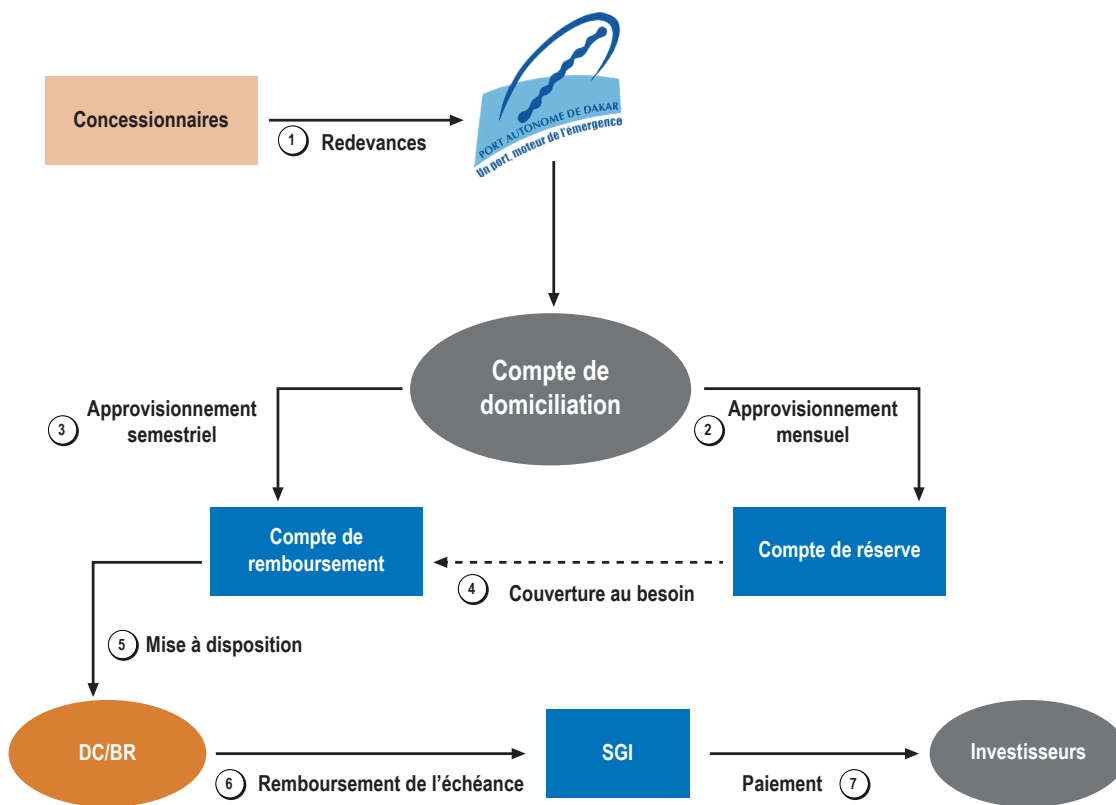 Concessionnaires
1 Redevances
PORT AUTONOME DE DAKAR
Un port, moteur de l'émergence
Compte de
domiciliation
3 Approvisionnement
semestriel
2 Approvisionnement
mensuel
Compte de
remboursement
Compte de réserve
4 Couverture au besoin
5 Mise à disposition
DC/BR
SGI
Investisseurs
6 Remboursement de l'échéance
Paiement 7